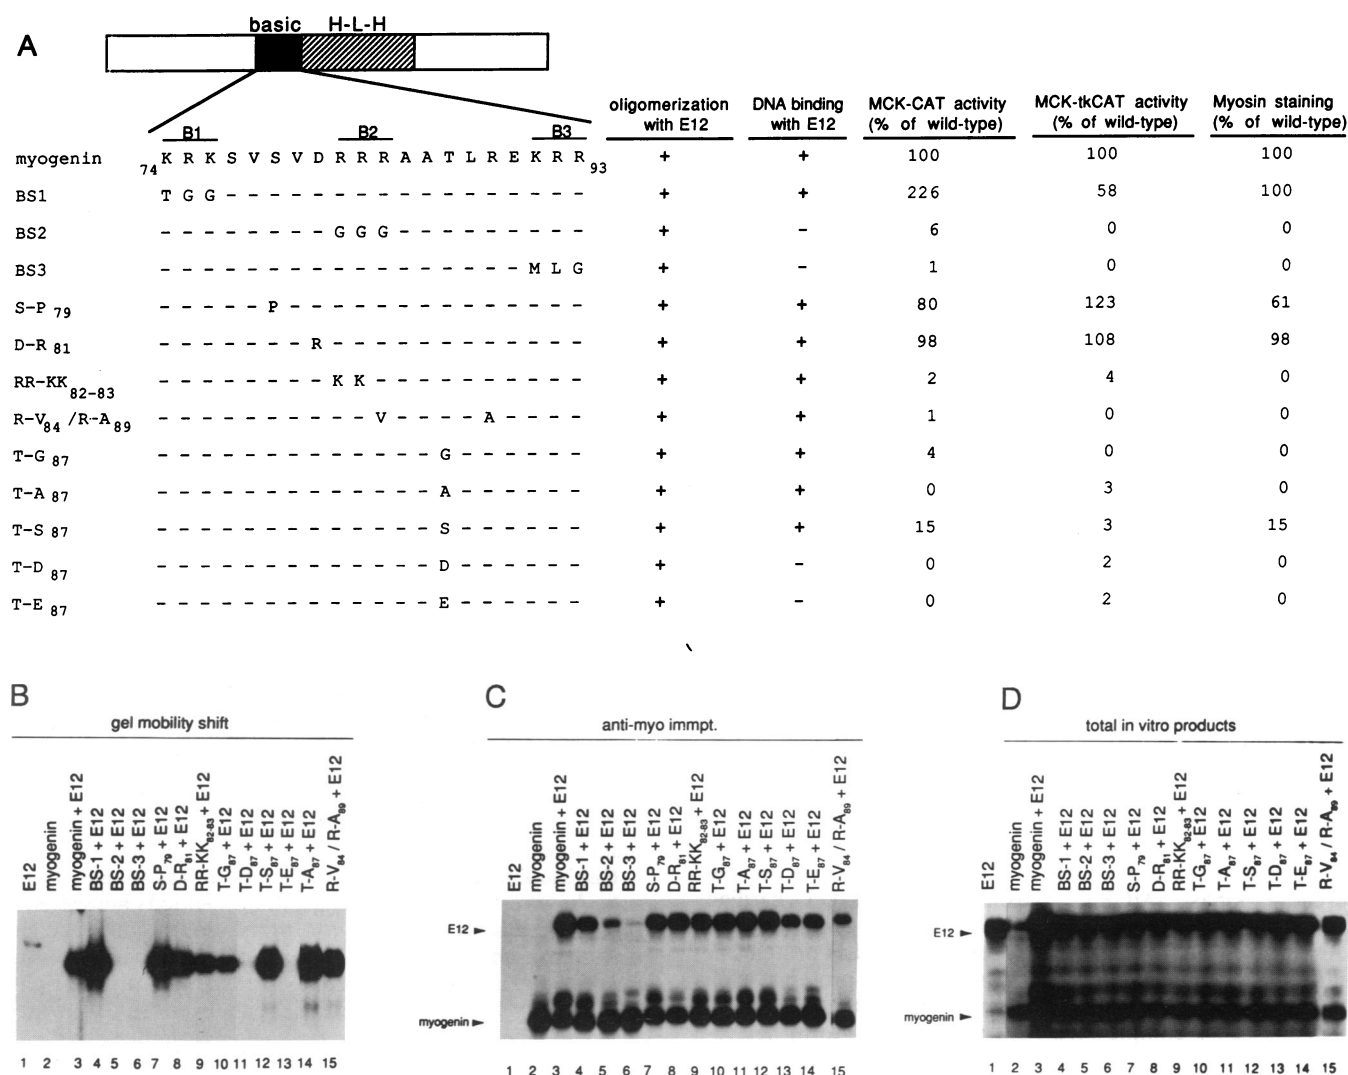 A
basic H-L-H
oligomerization with E12
DNA binding with E12
MCK-CAT activity (% of wild-type)
MCK-tkCAT activity (% of wild-type)
Myosin staining (% of wild-type)
B1 B2 B3
myogenin 74 K R K S V S V D R R R A A T L R E K R R 93 + + 100 100 100
BS1 T G G - - - - - - - - - - - - - - - - - + + 226 58 100
BS2 - - - - - - - - G G G - - - - - - - - - + - 6 0 0
BS3 - - - - - - - - - - - - - - - - - M L G + - 1 0 0
S-P 79 - - - - - P - - - - - - - - - - - - - - + + 80 123 61
D-R 81 - - - - - - - R - - - - - - - - - - - - + + 98 108 98
RR-KK 82-83 - - - - - - - - K K - - - - - - - - - - + + 2 4 0
R-V84 /R-A 89 - - - - - - - - - - V - - - - A - - - - + + 1 0 0
T-G 87 - - - - - - - - - - - - - G - - - - - - + + 4 0 0
T-A 87 - - - - - - - - - - - - - A - - - - - - + + 0 3 0
T-S 87 - - - - - - - - - - - - - S - - - - - - + + 15 3 15
T-D 87 - - - - - - - - - - - - - D - - - - - - + - 0 2 0
T-E 87 - - - - - - - - - - - - - E - - - - - - + - 0 2 0
B
gel mobility shift
E12
myogenin
myogenin + E12
BS-1 + E12
BS-2 + E12
BS-3 + E12
S-P79 + E12
D-R81 + E12
RR-KK82-83 + E12
T-G87 + E12
T-D87 + E12
T-S87 + E12
T-E87 + E12
T-A87 + E12
R-V84 / R-A89 + E12
1 2 3 4 5 6 7 8 9 10 11 12 13 14 15
C
anti-myo immpt.
E12
myogenin
myogenin + E12
BS-1 + E12
BS-2 + E12
BS-3 + E12
S-P79 + E12
D-R81 + E12
RR-KK82-83 + E12
T-G87 + E12
T-A87 + E12
T-S87 + E12
T-D87 + E12
T-E87 + E12
R-V84 / R-A89 + E12
E12
myogenin
1 2 3 4 5 6 7 8 9 10 11 12 13 14 15
D
total in vitro products
E12
myogenin
myogenin + E12
BS-1 + E12
BS-2 + E12
BS-3 + E12
S-P79 + E12
D-R81 + E12
RR-KK82-83 + E12
T-G87 + E12
T-A87 + E12
T-S87 + E12
T-D87 + E12
T-E87 + E12
R-V84 / R-A89 + E12
E12
myogenin
1 2 3 4 5 6 7 8 9 10 11 12 13 14 15